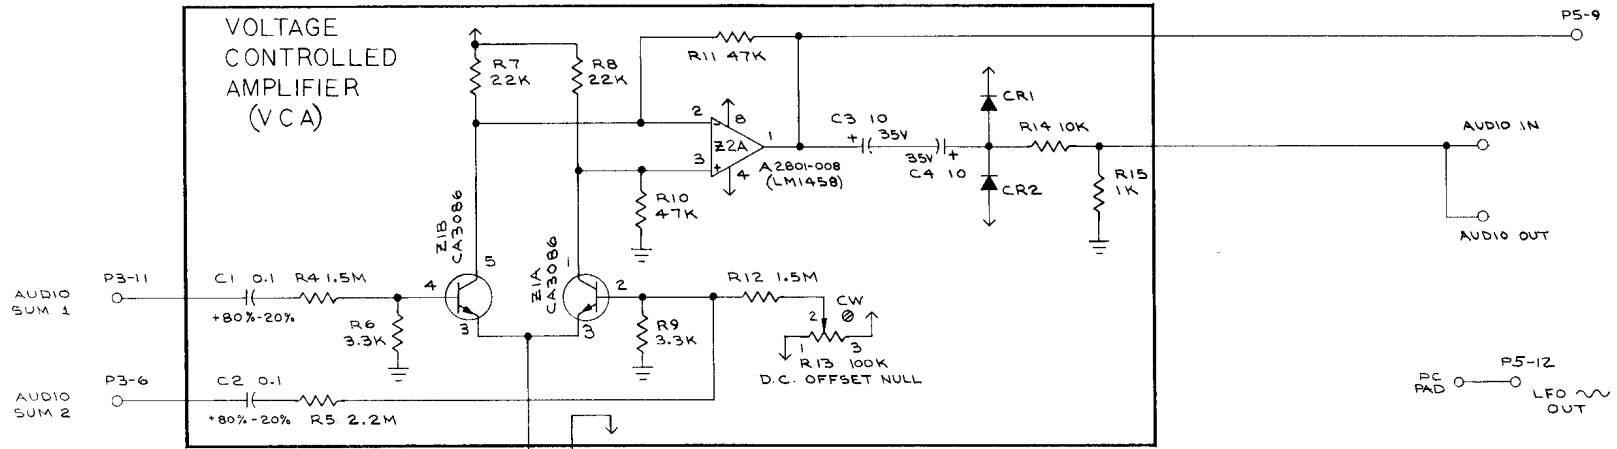 VOLTAGE
CONTROLLED
AMPLIFIER
(VCA)
P5-9
R7
22K
R8
22K
R11 47K
2
-
8
Z2A
1
3
+
4
A2801-008
(LM1458)
C3 10
+
35V
35V
+
C4 10
CR1
CR2
R14 10K
R15
1K
AUDIO IN
AUDIO OUT
R10
47K
Z1B
CA3086
5
4
3
Z1A
CA3086
1
2
3
AUDIO
SUM 1
P3-11
C1 0.1
+80%-20%
R4 1.5M
R6
3.3K
R9
3.3K
R12 1.5M
2
CW
1
3
R13 100K
D.C. OFFSET NULL
AUDIO
SUM 2
P3-6
C2 0.1
+80%-20%
R5 2.2M
PC
PAD
P5-12
LFO
OUT